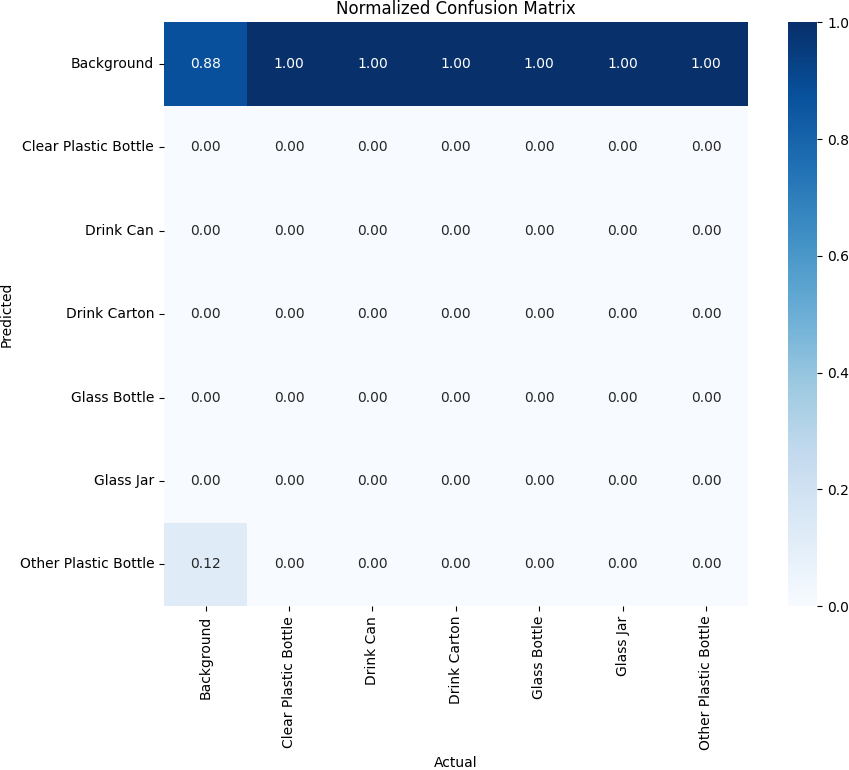 Normalized Confusion Matrix
Background 0.88 1.00 1.00 1.00 1.00 1.00 1.00
Clear Plastic Bottle 0.00 0.00 0.00 0.00 0.00 0.00 0.00
Drink Can 0.00 0.00 0.00 0.00 0.00 0.00 0.00
Drink Carton 0.00 0.00 0.00 0.00 0.00 0.00 0.00
Glass Bottle 0.00 0.00 0.00 0.00 0.00 0.00 0.00
Glass Jar 0.00 0.00 0.00 0.00 0.00 0.00 0.00
Other Plastic Bottle 0.12 0.00 0.00 0.00 0.00 0.00 0.00
Predicted
Background
Clear Plastic Bottle
Drink Can
Drink Carton
Glass Bottle
Glass Jar
Other Plastic Bottle
Actual
1.0
0.8
0.6
0.4
0.2
0.0